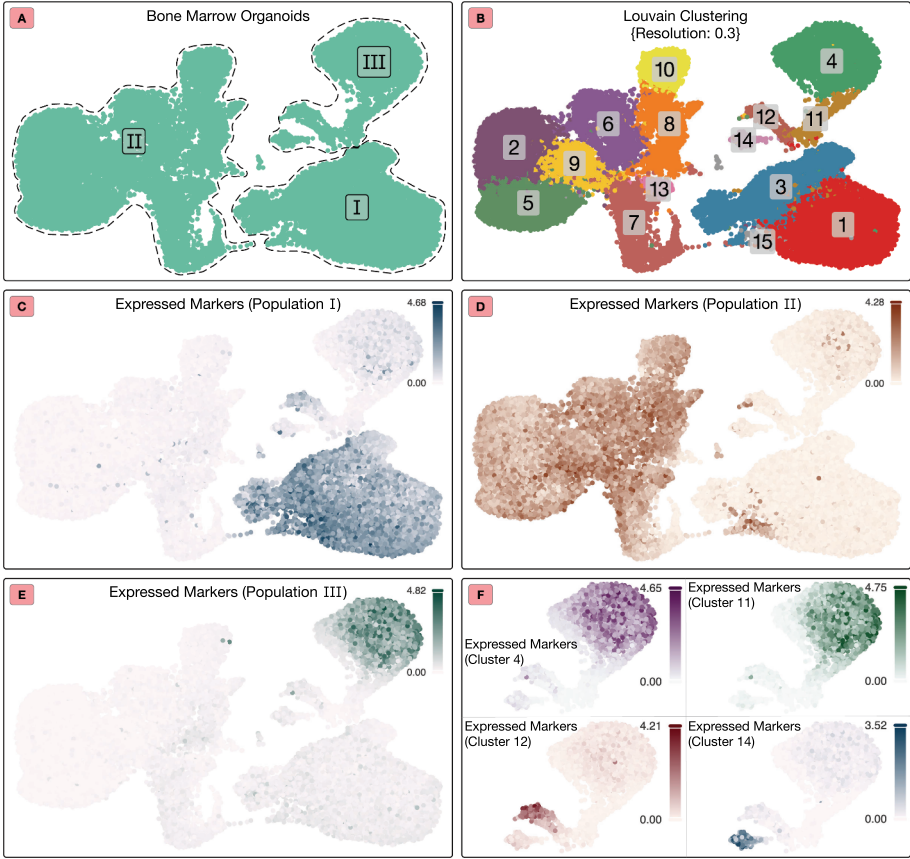 A
Bone Marrow Organoids
III
II
I
B
Louvain Clustering
{Resolution: 0.3}
10
4
12
11
6
8
14
2
9
13
3
5
7
1
15
C
Expressed Markers (Population I)
4.68
0.00
D
Expressed Markers (Population II)
4.28
0.00
E
Expressed Markers (Population III)
4.82
0.00
F
Expressed Markers
(Cluster 4)
4.65
0.00
Expressed Markers
(Cluster 11)
4.75
0.00
Expressed Markers
(Cluster 12)
4.21
0.00
Expressed Markers
(Cluster 14)
3.52
0.00